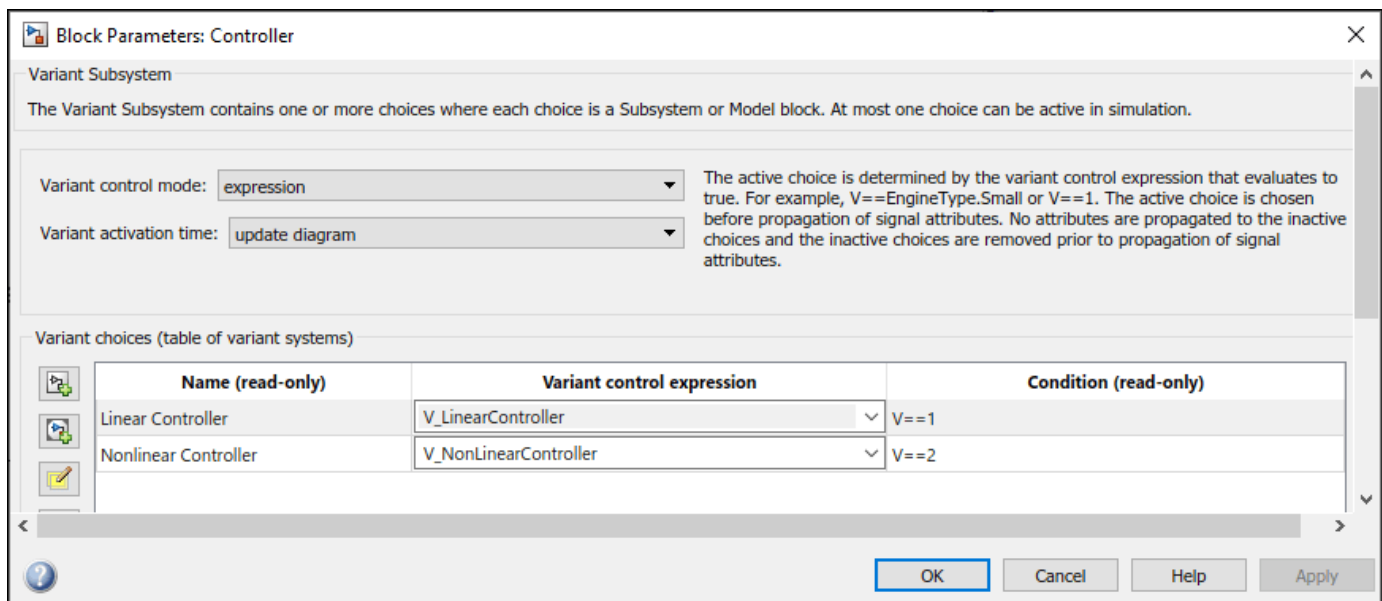 Block Parameters: Controller
Variant Subsystem
The Variant Subsystem contains one or more choices where each choice is a Subsystem or Model block. At most one choice can be active in simulation.
Variant control mode: expression
Variant activation time: update diagram
The active choice is determined by the variant control expression that evaluates to
true. For example, V==EngineType.Small or V==1. The active choice is chosen
before propagation of signal attributes. No attributes are propagated to the inactive
choices and the inactive choices are removed prior to propagation of signal
attributes.
Variant choices (table of variant systems)
Name (read-only) Variant control expression Condition (read-only)
Linear Controller V_LinearController V==1
Nonlinear Controller V_NonLinearController V==2
OK Cancel Help Apply